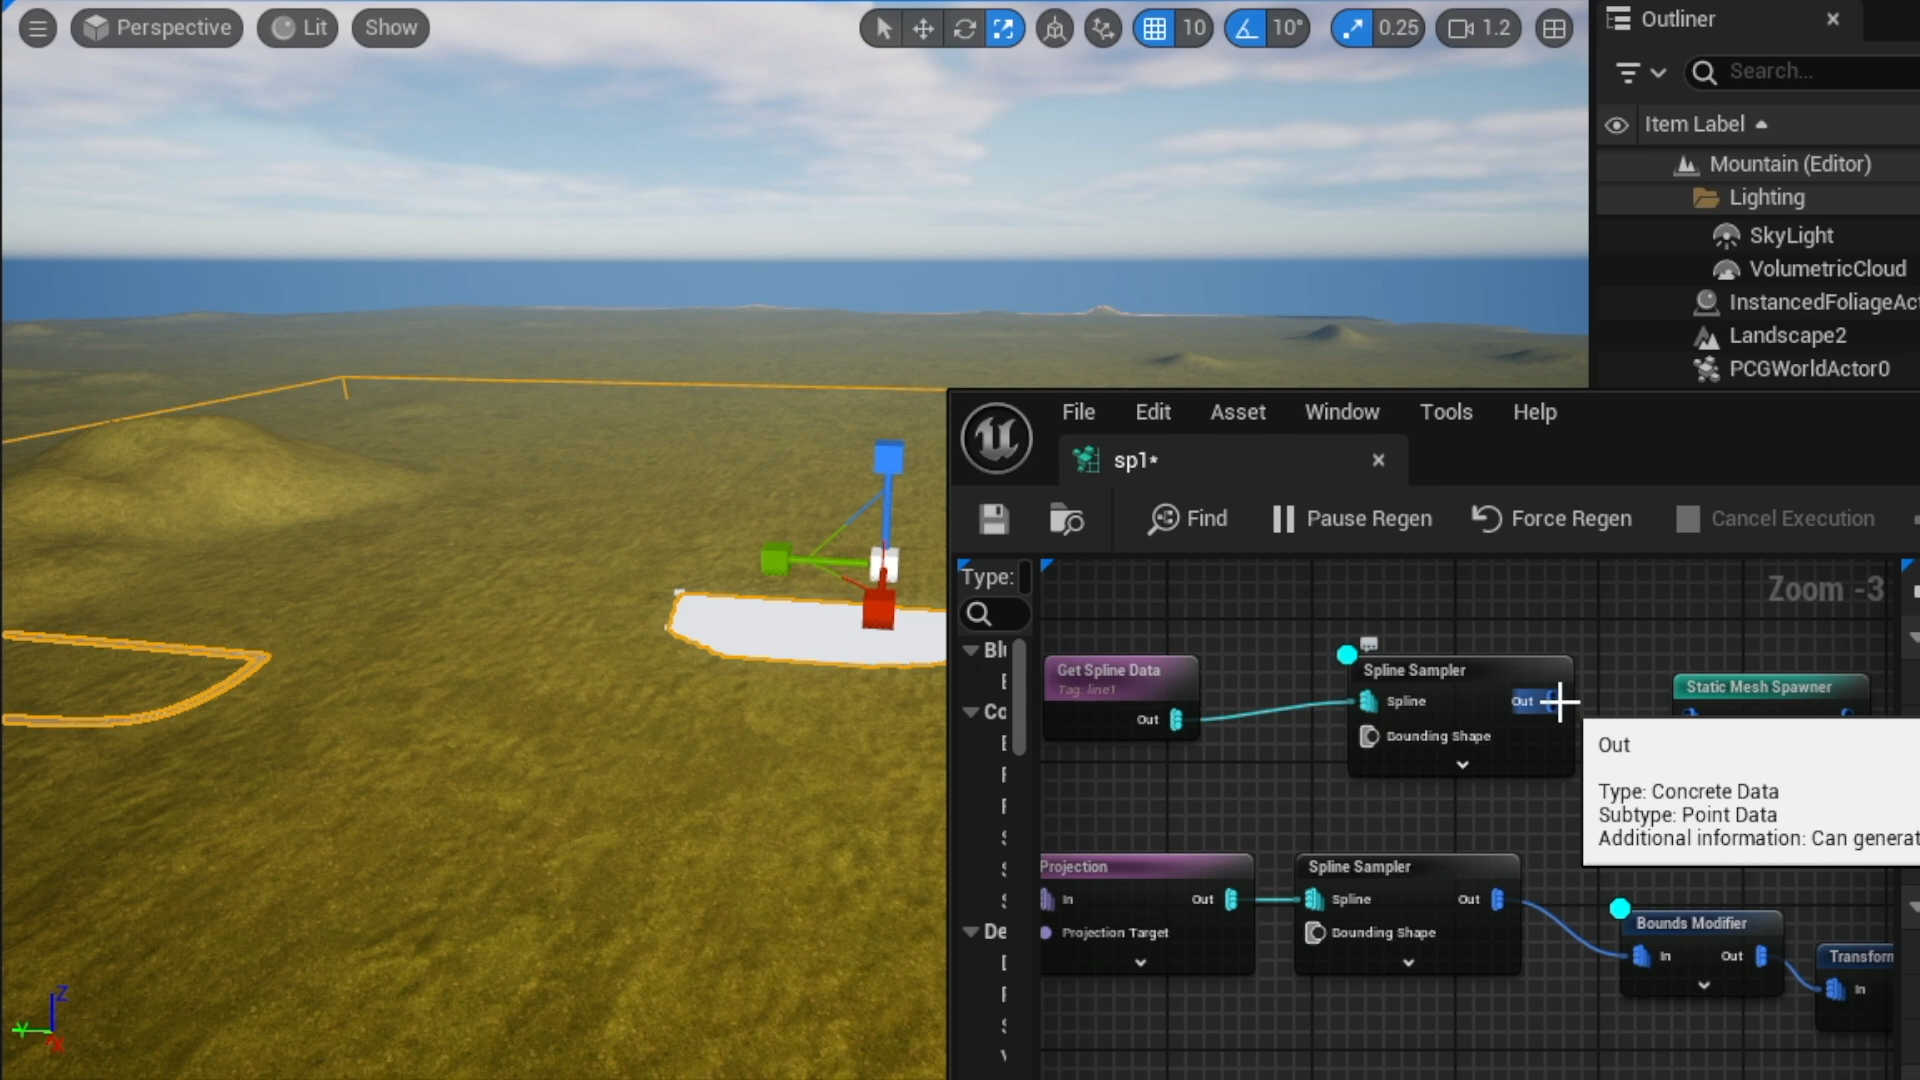 Perspective
Lit
Show
10
10°
0.25
1.2
Outliner
Search...
Item Label
Mountain (Editor)
Lighting
SkyLight
VolumetricCloud
InstancedFoliageAct
Landscape2
PCGWorldActor0
File
Edit
Asset
Window
Tools
Help
sp1*
Find
Pause Regen
Force Regen
Cancel Execution
Type:
Zoom -3
Blu
Co
De
Get Spline Data
Tag: line1
Out
Spline Sampler
Spline
Out
Bounding Shape
Static Mesh Spawner
Out
Type: Concrete Data
Subtype: Point Data
Additional information: Can generat
Projection
In
Out
Projection Target
Spline Sampler
Spline
Out
Bounding Shape
Bounds Modifier
In
Out
Transform
In
Z
Y
X